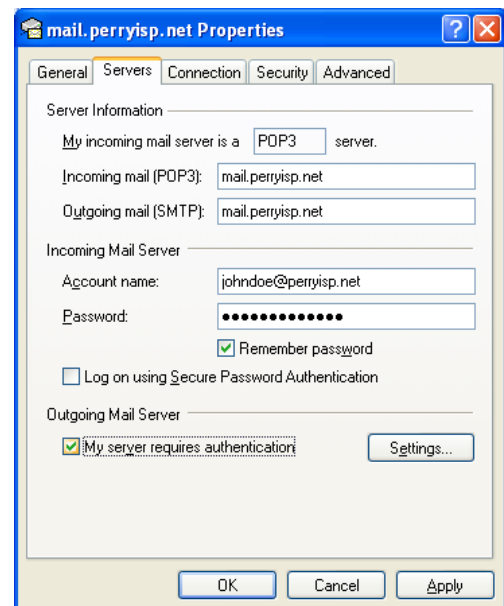 mail.perryisp.net Properties
General Servers Connection Security Advanced
Server Information
My incoming mail server is a POP3 server.
Incoming mail (POP3): mail.perryisp.net
Outgoing mail (SMTP): mail.perryisp.net
Incoming Mail Server
Account name: johndoe@perryisp.net
Password: ●●●●●●●●●●●●●
Remember password
Log on using Secure Password Authentication
Outgoing Mail Server
My server requires authentication Settings...
OK Cancel Apply